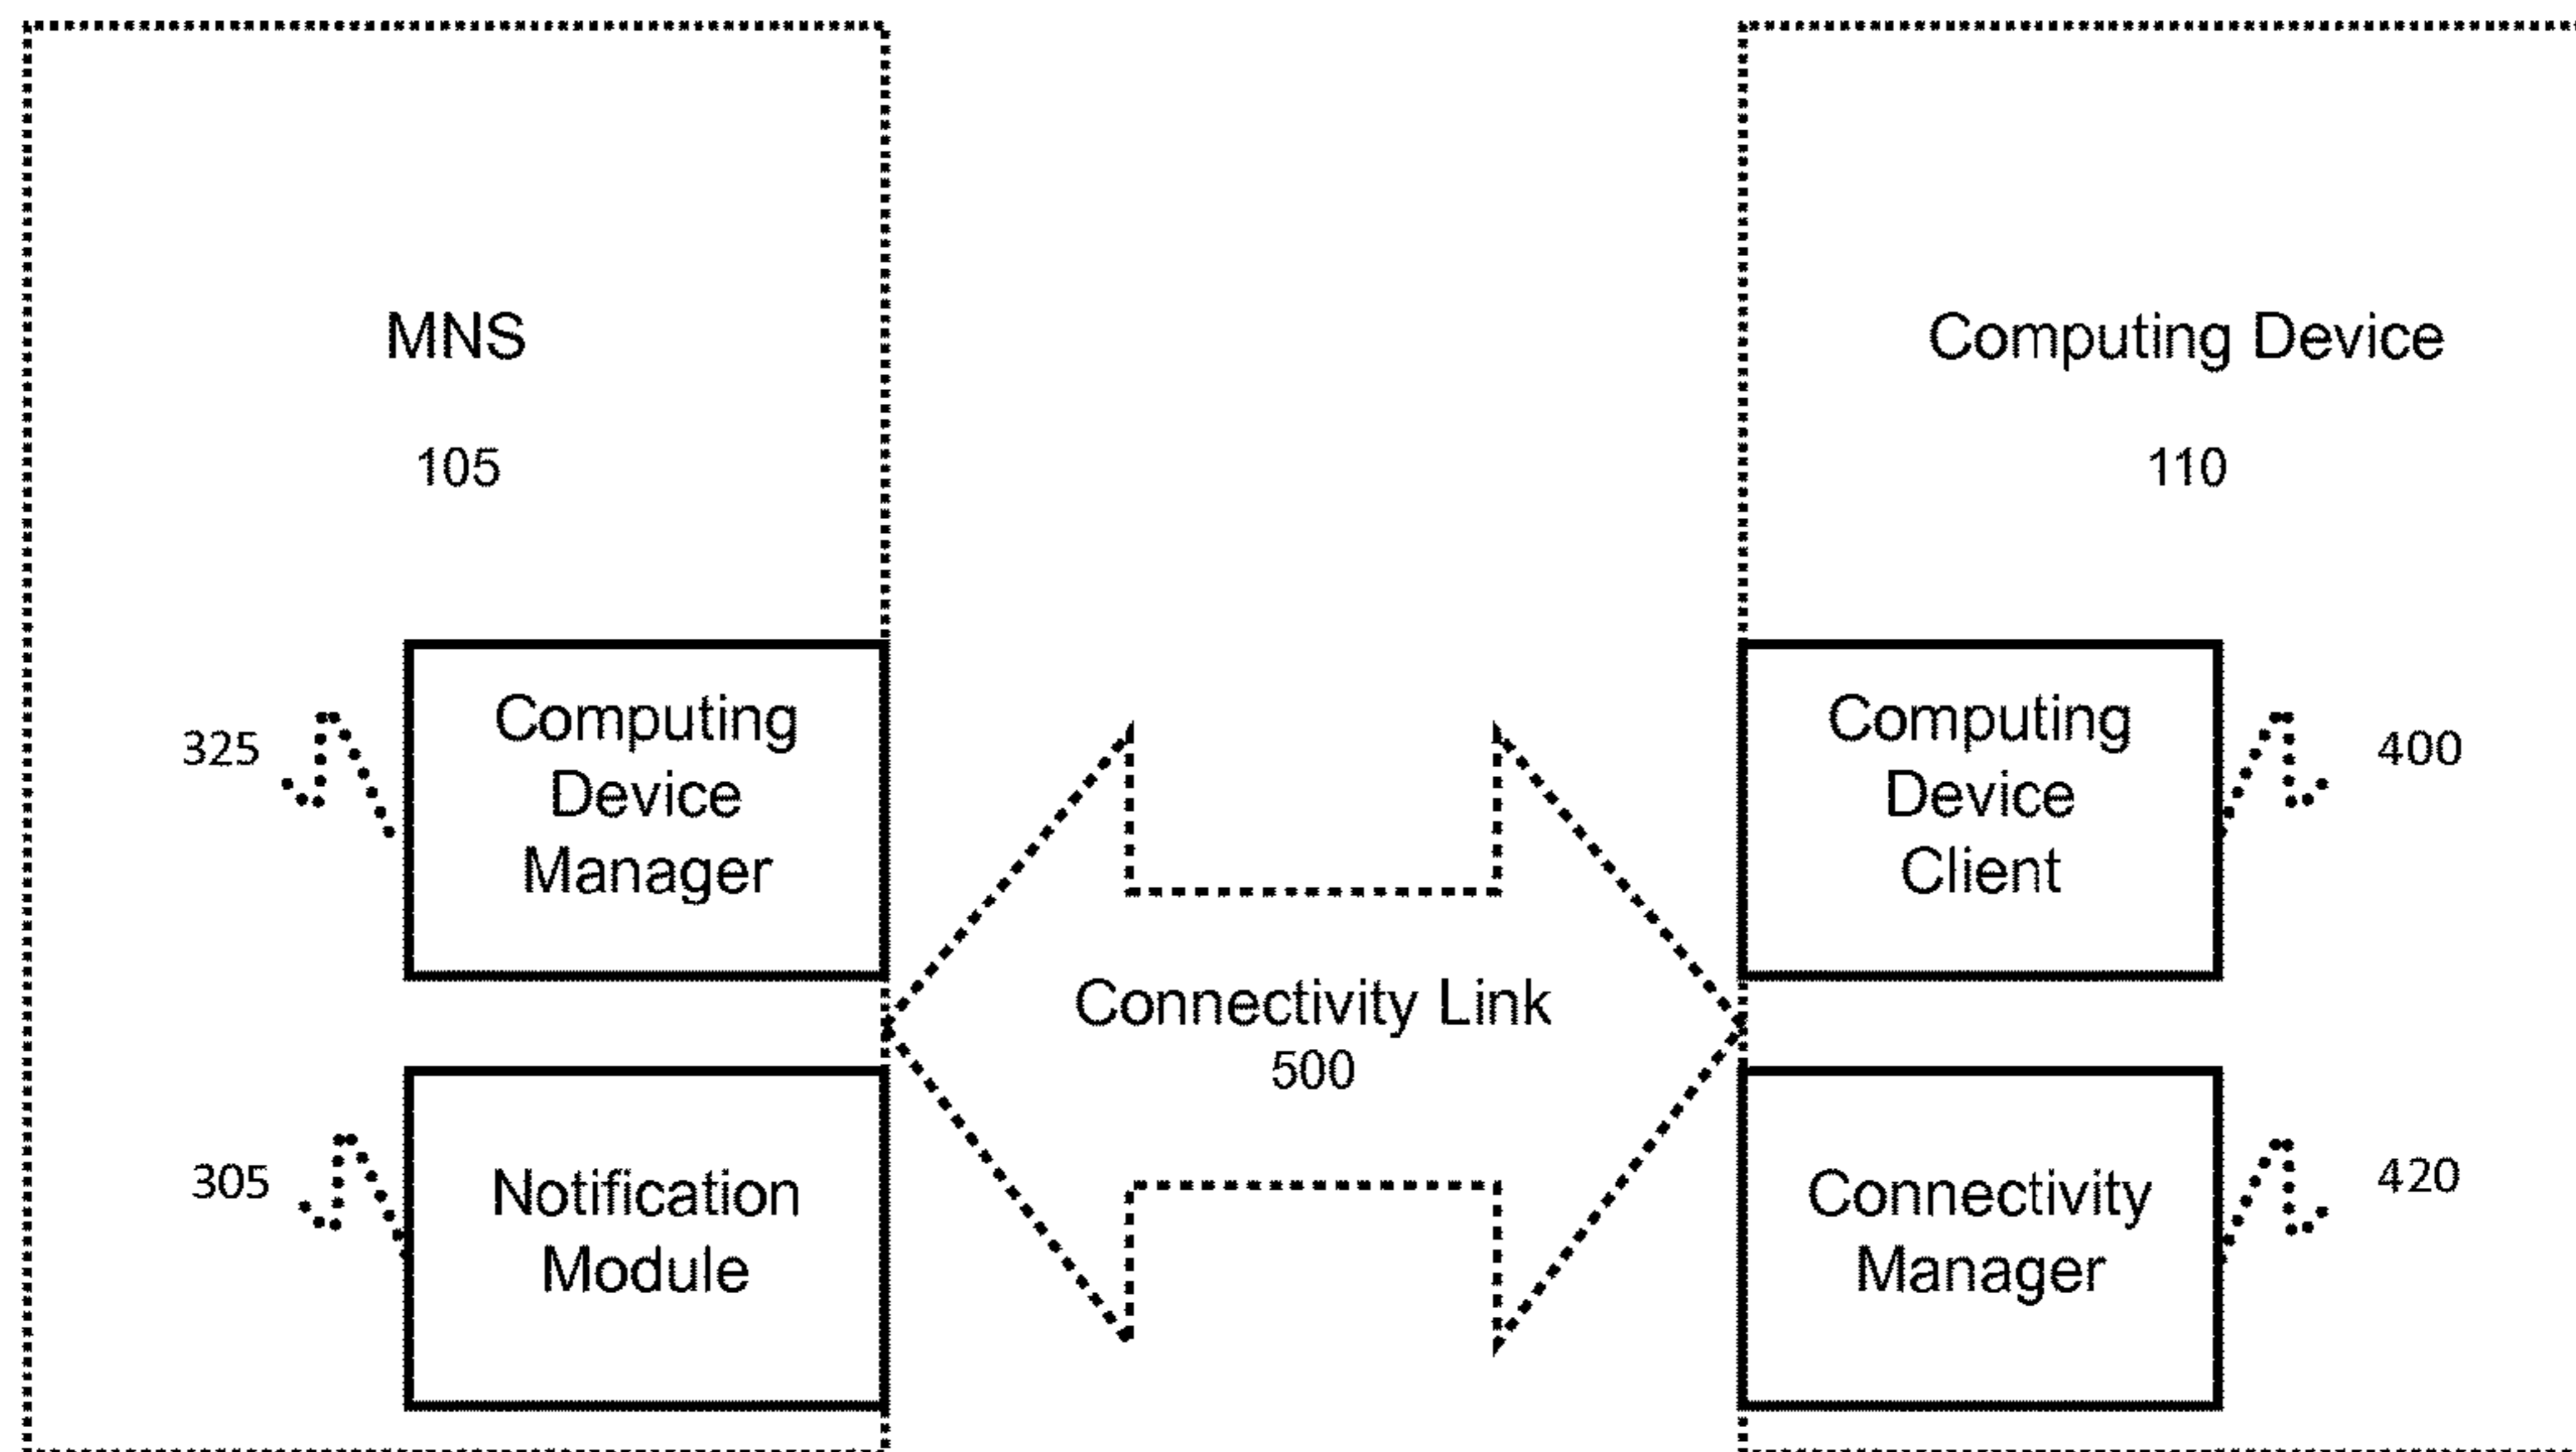 MNS
105
Computing Device
110
325
Computing
Device
Manager
305
Notification
Module
Connectivity Link
500
Computing
Device
Client
400
Connectivity
Manager
420